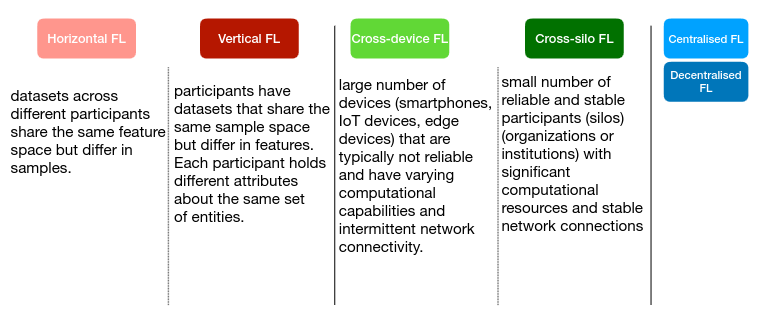 Horizontal FL
datasets across
different participants
share the same feature
space but differ in
samples.
Vertical FL
participants have
datasets that share the
same sample space
but differ in features.
Each participant holds
different attributes
about the same set
of entities.
Cross-device FL
large number of
devices (smartphones,
IoT devices, edge
devices) that are
typically not reliable
and have varying
computational
capabilities and
intermittent network
connectivity.
Cross-silo FL
small number of
reliable and stable
participants (silos)
(organizations or
institutions) with
significant
computational
resources and stable
network connections
Centralised FL
Decentralised
FL